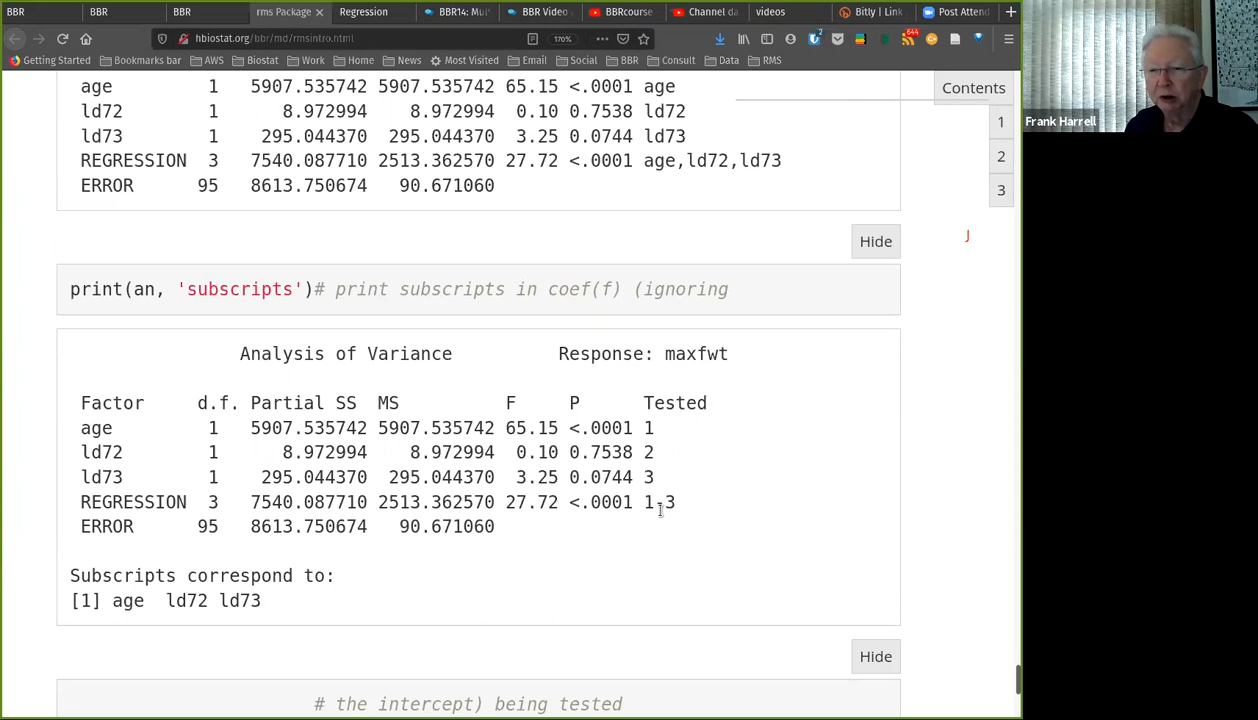 BBR
BBR
BBR
rms Package
Regression
BBR14: Mul
BBR Video
BBRcourse
Channel da
videos
Bitly | Link
Post Attend
hbiostat.org/bbr/md/rmsintro.html
170%
2
644
Getting Started Bookmarks bar AWS Biostat Work Home News Most Visited Email Social BBR Consult Data RMS
Contents
1
2
3
Frank Harrell
age 1 5907.535742 5907.535742 65.15 <.0001 age
ld72 1 8.972994 8.972994 0.10 0.7538 ld72
ld73 1 295.044370 295.044370 3.25 0.0744 ld73
REGRESSION 3 7540.087710 2513.362570 27.72 <.0001 age,ld72,ld73
ERROR 95 8613.750674 90.671060
Hide
print(an, 'subscripts')# print subscripts in coef(f) (ignoring
Analysis of Variance Response: maxfwt
Factor d.f. Partial SS MS F P Tested
age 1 5907.535742 5907.535742 65.15 <.0001 1
ld72 1 8.972994 8.972994 0.10 0.7538 2
ld73 1 295.044370 295.044370 3.25 0.0744 3
REGRESSION 3 7540.087710 2513.362570 27.72 <.0001 1-3
ERROR 95 8613.750674 90.671060
Subscripts correspond to:
[1] age ld72 ld73
Hide
# the intercept) being tested